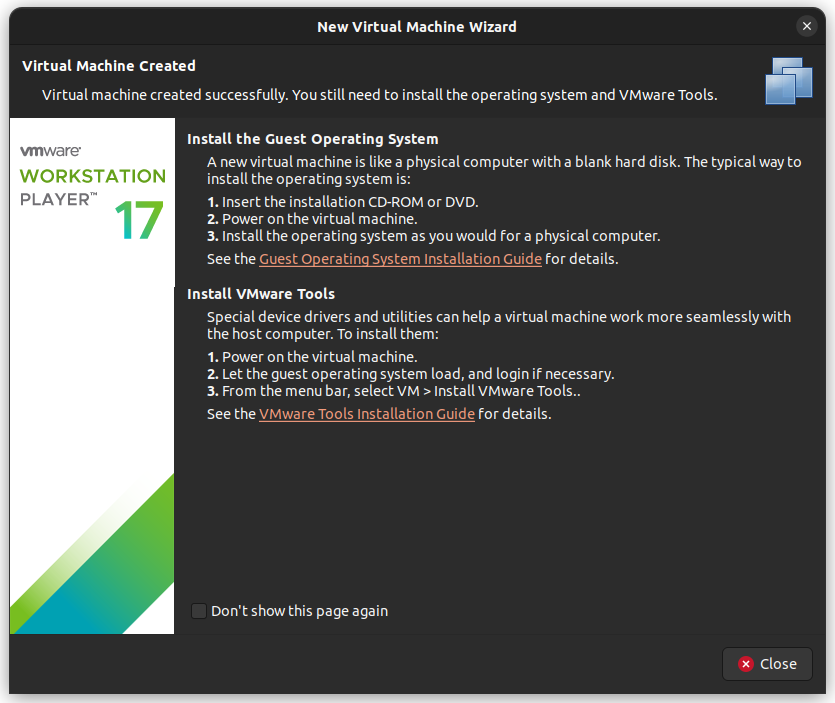 New Virtual Machine Wizard
Virtual Machine Created
Virtual machine created successfully. You still need to install the operating system and VMware Tools.
vmware®
WORKSTATION
PLAYER™
17
Install the Guest Operating System
A new virtual machine is like a physical computer with a blank hard disk. The typical way to
install the operating system is:
1. Insert the installation CD-ROM or DVD.
2. Power on the virtual machine.
3. Install the operating system as you would for a physical computer.
See the Guest Operating System Installation Guide for details.
Install VMware Tools
Special device drivers and utilities can help a virtual machine work more seamlessly with
the host computer. To install them:
1. Power on the virtual machine.
2. Let the guest operating system load, and login if necessary.
3. From the menu bar, select VM > Install VMware Tools..
See the VMware Tools Installation Guide for details.
Don't show this page again
Close